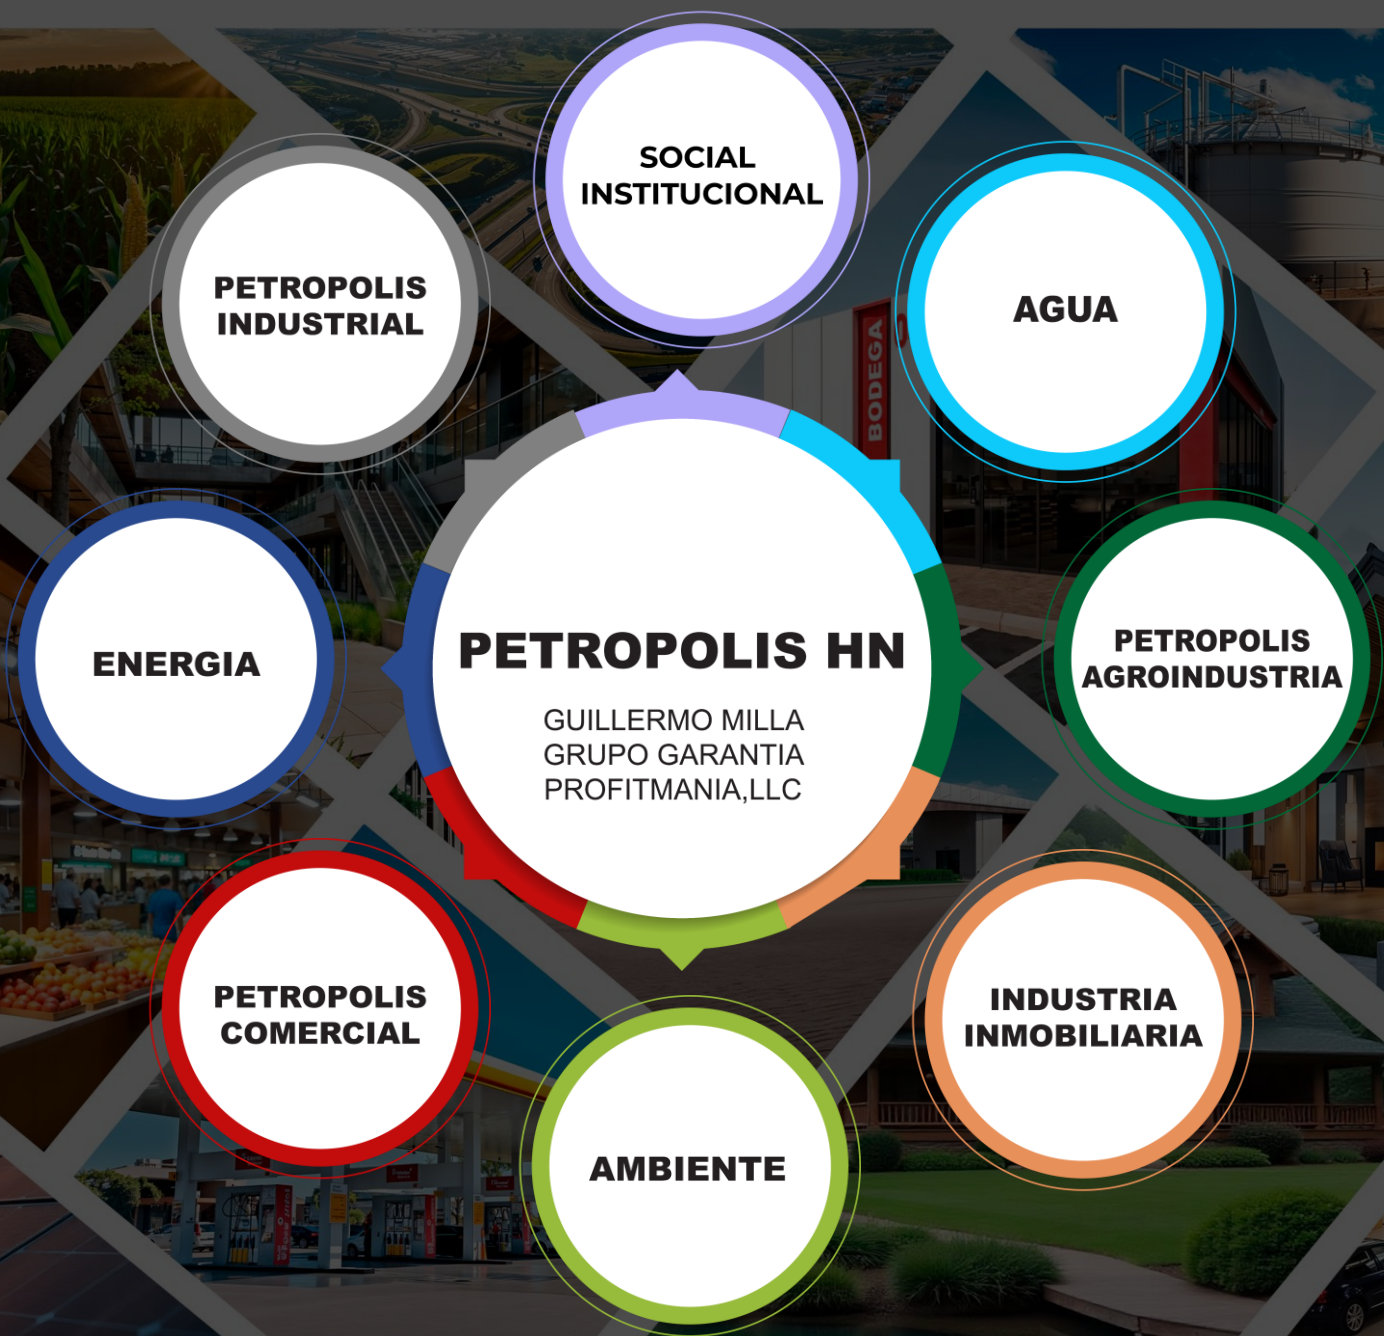 SOCIAL
INSTITUCIONAL
PETROPOLIS
INDUSTRIAL
AGUA
BODEGA
ENERGIA
PETROPOLIS HN
GUILLERMO MILLA
GRUPO GARANTIA
PROFITMANIA,LLC
PETROPOLIS
AGROINDUSTRIA
PETROPOLIS
COMERCIAL
INDUSTRIA
INMOBILIARIA
AMBIENTE